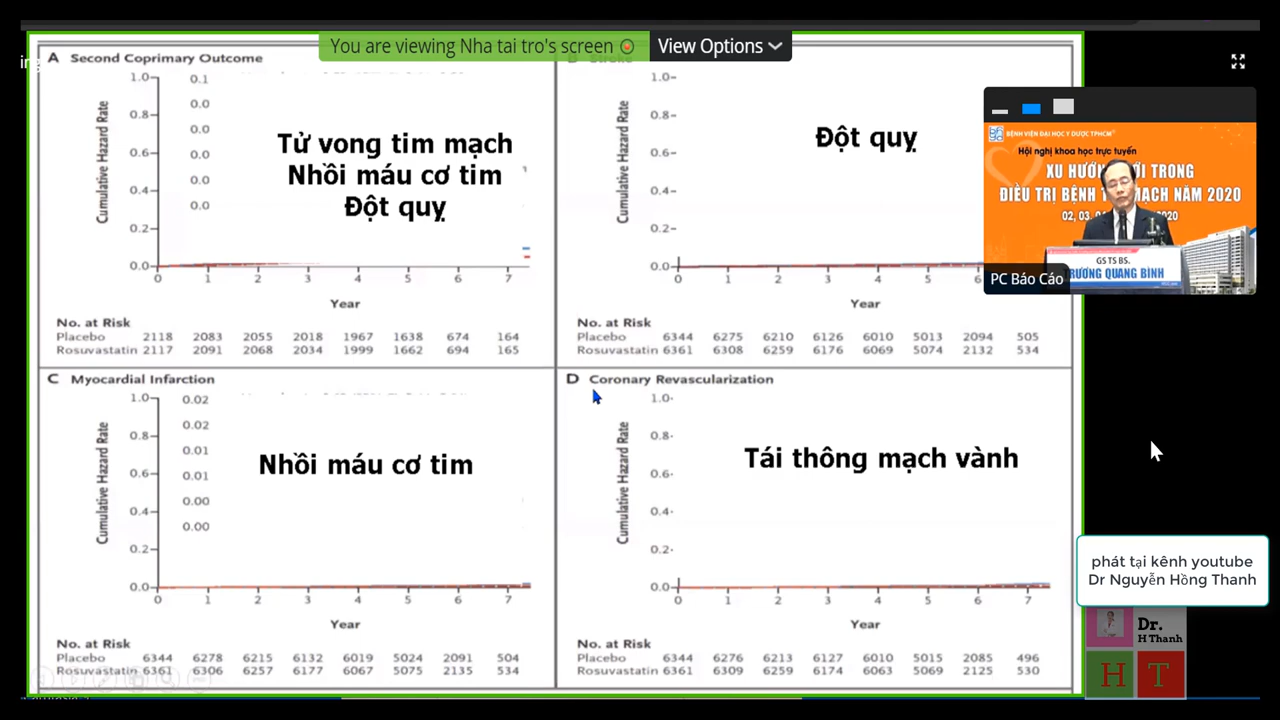 You are viewing Nha tai tro's screen
View Options
A Second Coprimary Outcome
Cumulative Hazard Rate
1.0
0.8
0.6
0.4
0.2
0.0
0.1
0.0
0.0
0.0
0.0
0.0
Tử vong tim mạch
Nhồi máu cơ tim
Đột quỵ
0 1 2 3 4 5 6 7
Year
No. at Risk
Placebo 2118 2083 2055 2018 1967 1638 674 164
Rosuvastatin 2117 2091 2068 2034 1999 1662 694 165
B
Cumulative Hazard Rate
1.0
0.8
0.6
0.4
0.2
0.0
Đột quỵ
0 1 2 3 4 5 6
Year
No. at Risk
Placebo 6344 6275 6210 6126 6010 5013 2094 505
Rosuvastatin 6361 6308 6259 6176 6069 5074 2132 534
C Myocardial Infarction
Cumulative Hazard Rate
1.0
0.8
0.6
0.4
0.2
0.0
0.02
0.02
0.01
0.01
0.00
0.00
Nhồi máu cơ tim
0 1 2 3 4 5 6 7
Year
No. at Risk
Placebo 6344 6278 6215 6132 6019 5024 2091 504
Rosuvastatin 6361 6306 6257 6177 6067 5075 2135 534
D Coronary Revascularization
Cumulative Hazard Rate
1.0
0.8
0.6
0.4
0.2
0.0
Tái thông mạch vành
0 1 2 3 4 5 6 7
Year
No. at Risk
Placebo 6344 6276 6213 6127 6010 5015 2085 496
Rosuvastatin 6361 6309 6259 6174 6063 5069 2125 530
BỆNH VIỆN ĐẠI HỌC Y DƯỢC TPHCM
Hội nghị khoa học trực tuyến
XU HƯỚNG TRONG
ĐIỀU TRỊ BỆNH NĂM 2020
02, 03, 2020
GS TS BS.
TRƯƠNG QUANG BÌNH
PC Báo Cáo
phát tại kênh youtube
Dr Nguyễn Hồng Thanh
Dr.
H Thanh
H T